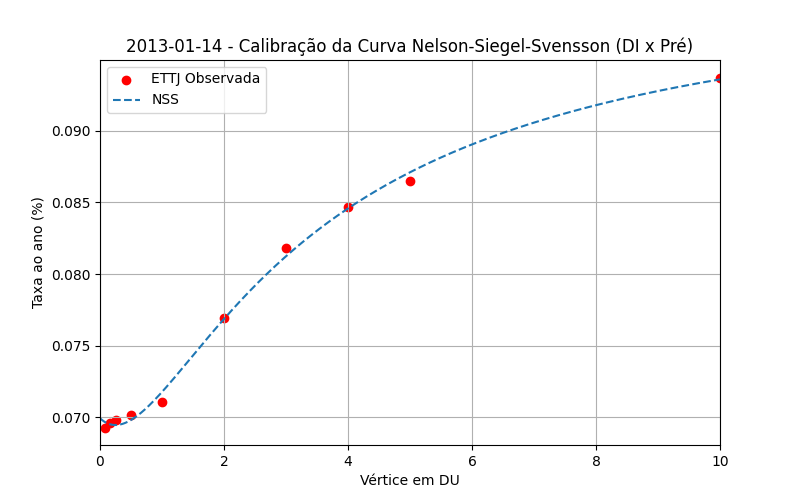 2013-01-14 - Calibração da Curva Nelson-Siegel-Svensson (DI x Pré)
ETTJ Observada
NSS
Taxa ao ano (%)
0.090
0.085
0.080
0.075
0.070
0 2 4 6 8 10
Vértice em DU